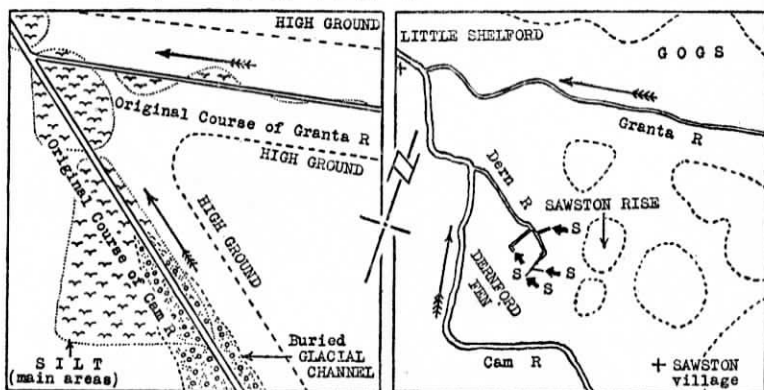 HIGH GROUND
Original Course of Granta R
HIGH GROUND
HIGH GROUND
Original Course of Cam R
Buried
GLACIAL
CHANNEL
SILT
(main areas)
N
LITTLE SHELFORD
GOGS
Granta R
Dern R
SAWSTON RISE
S
S
S
S
DERNFORD
FEN
Cam R
SAWSTON
village